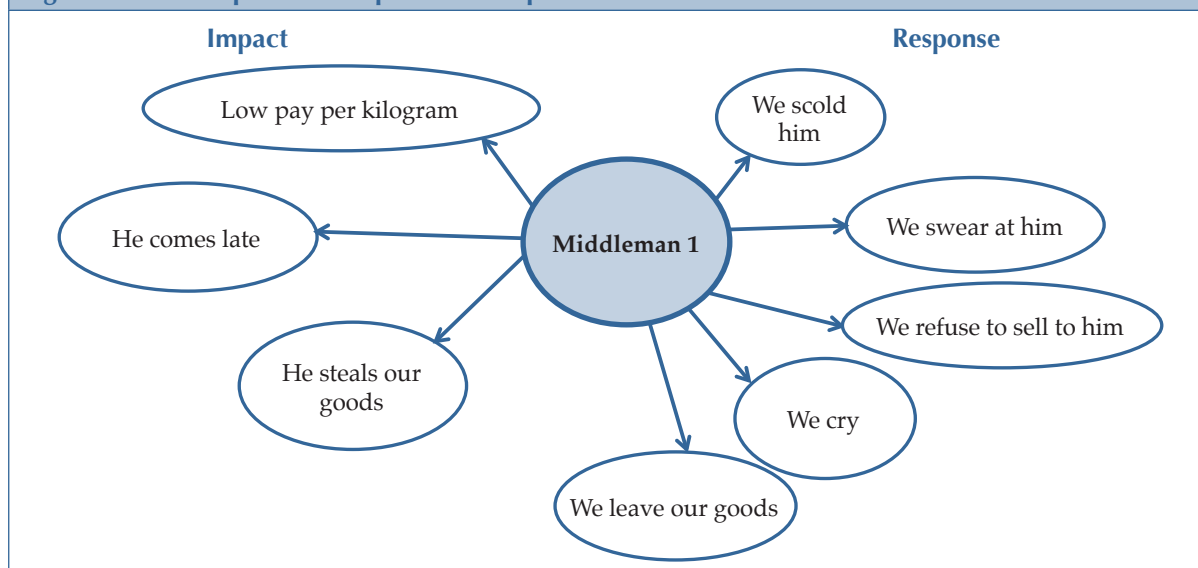 Impact
Response
Low pay per kilogram
We scold
him
He comes late
Middleman 1
We swear at him
We refuse to sell to him
He steals our
goods
We cry
We leave our goods